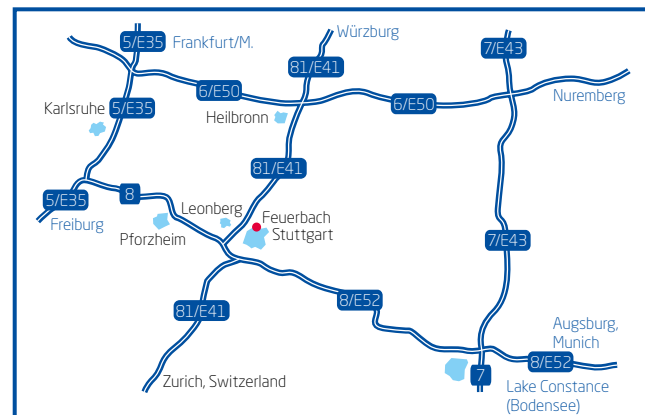 5/E35
Frankfurt/M.
Würzburg
7/E43
81/E41
6/E50
6/E50
Nuremberg
Karlsruhe
5/E35
Heilbronn
81/E41
5/E35
8
Leonberg
Freiburg
Pforzheim
Feuerbach
Stuttgart
7/E43
8/E52
81/E41
Augsburg,
Munich
8/E52
7
Zurich, Switzerland
Lake Constance
(Bodensee)